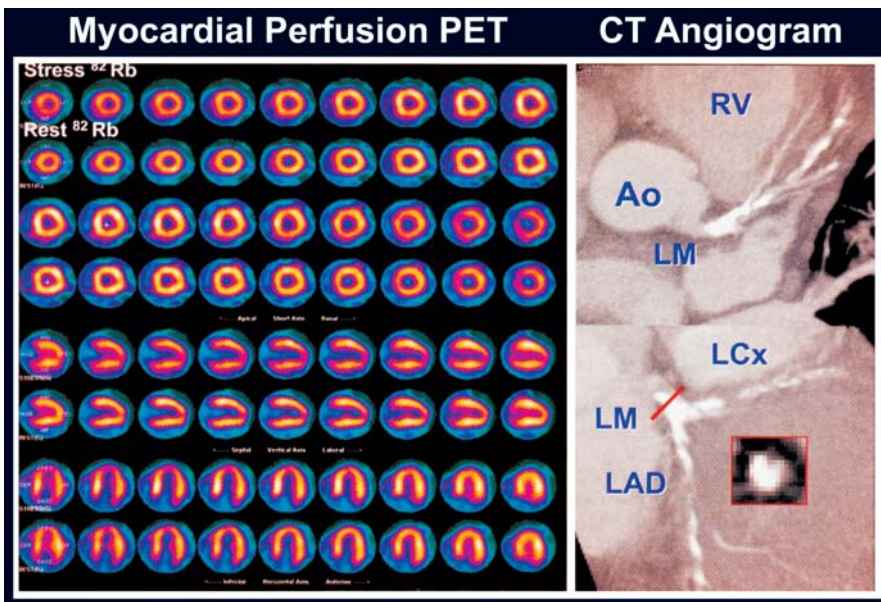 Myocardial Perfusion PET
CT Angiogram
Stress ⁸²Rb
Rest ⁸²Rb
Apical Short Axis Basal
Septal Vertical Axis Lateral
Inferior Horizontal Axis Anterior
RV
Ao
LM
LCx
LM
LAD